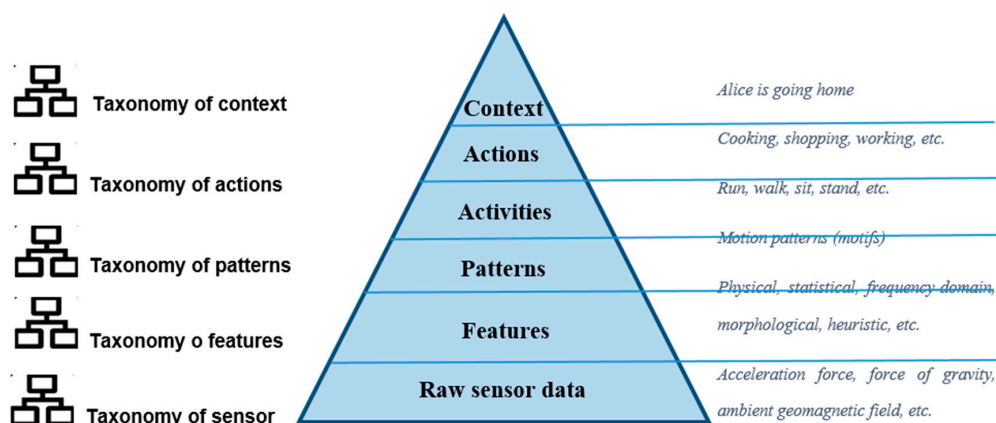 Taxonomy of context
Taxonomy of actions
Taxonomy of patterns
Taxonomy o features
Taxonomy of sensor
Context
Actions
Activities
Patterns
Features
Raw sensor data
Alice is going home
Cooking, shopping, working, etc.
Run, walk, sit, stand, etc.
Motion patterns (motifs)
Physical, statistical, frequency-domain,
morphological, heuristic, etc.
Acceleration force, force of gravity,
ambient geomagnetic field, etc.